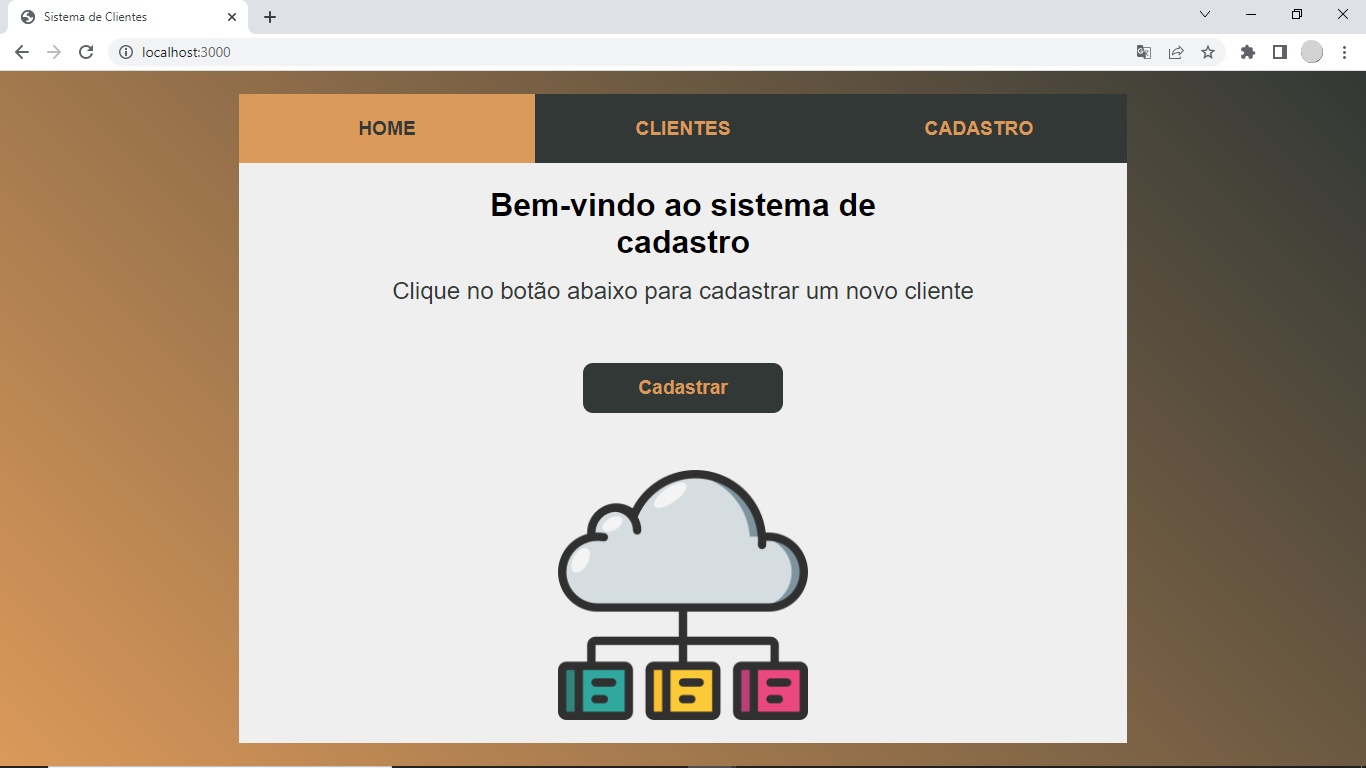 Sistema de Clientes
localhost:3000
HOME CLIENTES CADASTRO
Bem-vindo ao sistema de
cadastro
Clique no botão abaixo para cadastrar um novo cliente
Cadastrar